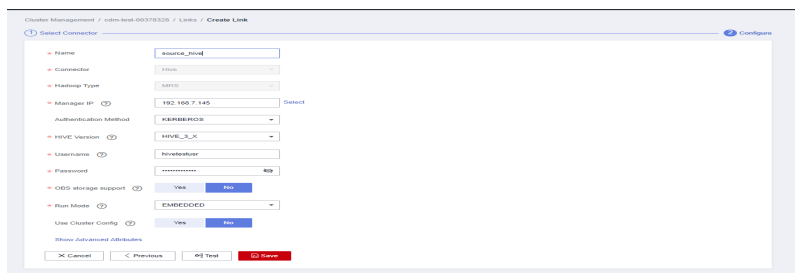 Cluster Management / cdm-test-00378328 / Links / Create Link
1 Select Connector
2 Configure
* Name source_hive
* Connector Hive
* Hadoop Type MRS
* Manager IP ? 192.168.7.145 Select
Authentication Method KERBEROS
* HIVE Version ? HIVE_3_X
* Username ? hivetestuser
* Password ••••••••••••
* OBS storage support ? Yes No
* Run Mode ? EMBEDDED
Use Cluster Config ? Yes No
Show Advanced Attributes
X Cancel < Previous Test Save